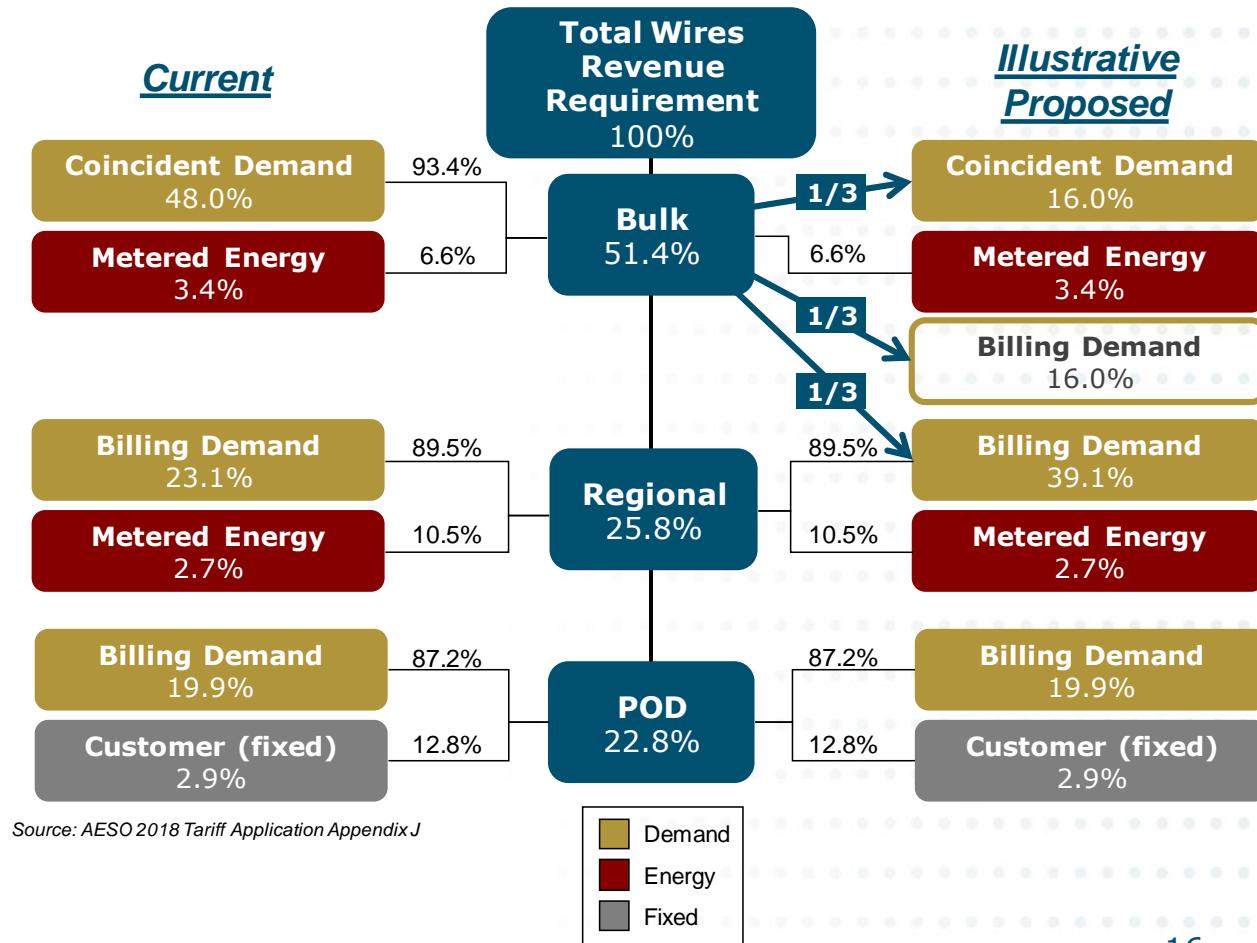 Current
Total Wires
Revenue
Requirement
100%
Illustrative
Proposed
Coincident Demand
48.0%
93.4%
Metered Energy
3.4%
6.6%
Bulk
51.4%
1/3
Coincident Demand
16.0%
6.6%
Metered Energy
3.4%
1/3
Billing Demand
16.0%
1/3
Billing Demand
23.1%
89.5%
Metered Energy
2.7%
10.5%
Regional
25.8%
89.5%
Billing Demand
39.1%
10.5%
Metered Energy
2.7%
Billing Demand
19.9%
87.2%
Customer (fixed)
2.9%
12.8%
POD
22.8%
87.2%
Billing Demand
19.9%
12.8%
Customer (fixed)
2.9%
Source: AESO 2018 Tariff Application Appendix J
Demand
Energy
Fixed